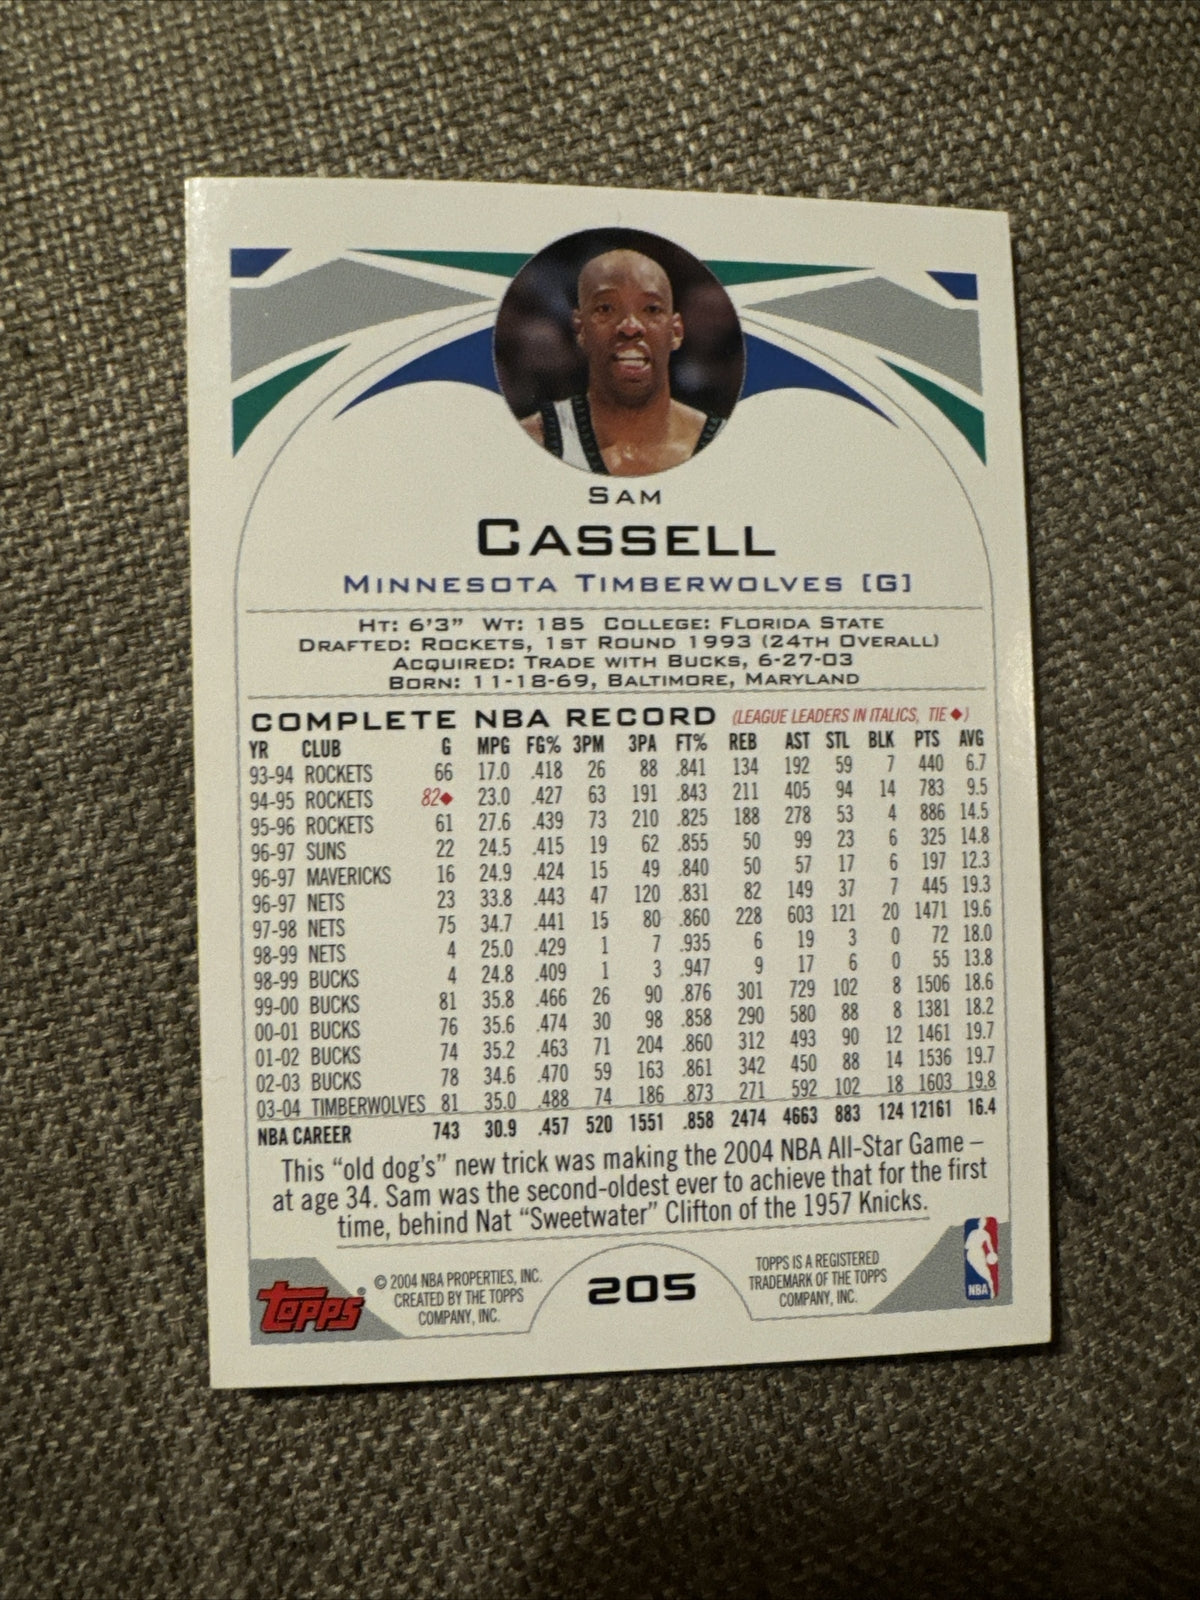 SAM
CASSELL
MINNESOTA TIMBERWOLVES [G]
HT: 6'3" WT: 185 COLLEGE: FLORIDA STATE
DRAFTED: ROCKETS, 1ST ROUND 1993 (24TH OVERALL)
ACQUIRED: TRADE WITH BUCKS, 6-27-03
BORN: 11-18-69, BALTIMORE, MARYLAND
COMPLETE NBA RECORD (LEAGUE LEADERS IN ITALICS, TIE ◆)
YR CLUB G MPG FG% 3PM 3PA FT% REB AST STL BLK PTS AVG
93-94 ROCKETS 66 17.0 .418 26 88 .841 134 192 59 7 440 6.7
94-95 ROCKETS 82◆ 23.0 .427 63 191 .843 211 405 94 14 783 9.5
95-96 ROCKETS 61 27.6 .439 73 210 .825 188 278 53 4 886 14.5
96-97 SUNS 22 24.5 .415 19 62 .855 50 99 23 6 325 14.8
96-97 MAVERICKS 16 24.9 .424 15 49 .840 50 57 17 6 197 12.3
96-97 NETS 23 33.8 .443 47 120 .831 82 149 37 7 445 19.3
97-98 NETS 75 34.7 .441 15 80 .860 228 603 121 20 1471 19.6
98-99 NETS 4 25.0 .429 1 7 .935 6 19 3 0 72 18.0
98-99 BUCKS 4 24.8 .409 1 3 .947 9 17 6 0 55 13.8
99-00 BUCKS 81 35.8 .466 26 90 .876 301 729 102 8 1506 18.6
00-01 BUCKS 76 35.6 .474 30 98 .858 290 580 88 8 1381 18.2
01-02 BUCKS 74 35.2 .463 71 204 .860 312 493 90 12 1461 19.7
02-03 BUCKS 78 34.6 .470 59 163 .861 342 450 88 14 1536 19.7
03-04 TIMBERWOLVES 81 35.0 .488 74 186 .873 271 592 102 18 1603 19.8
NBA CAREER 743 30.9 .457 520 1551 .858 2474 4663 883 124 12161 16.4
This "old dog's" new trick was making the 2004 NBA All-Star Game –
at age 34. Sam was the second-oldest ever to achieve that for the first
time, behind Nat "Sweetwater" Clifton of the 1957 Knicks.
Topps®
© 2004 NBA PROPERTIES, INC.
CREATED BY THE TOPPS
COMPANY, INC.
205
TOPPS IS A REGISTERED
TRADEMARK OF THE TOPPS
COMPANY, INC.
NBA